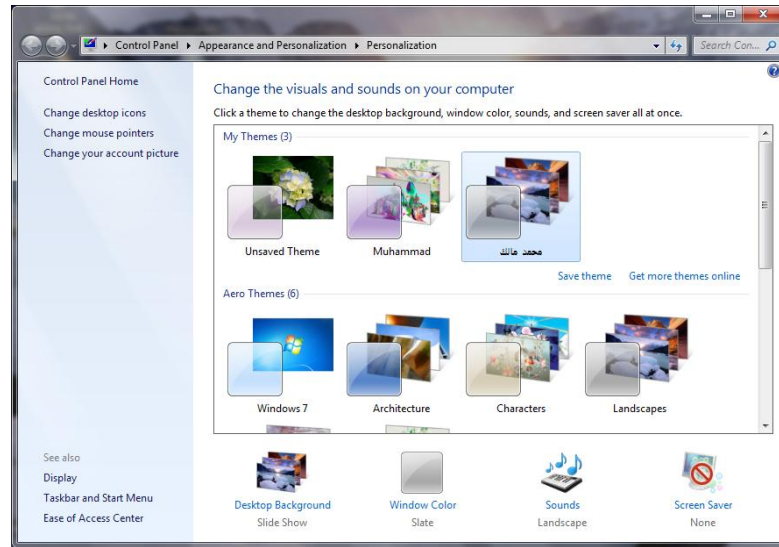 Control Panel ▸ Appearance and Personalization ▸ Personalization
Search Con...
Control Panel Home
Change desktop icons
Change mouse pointers
Change your account picture
Change the visuals and sounds on your computer
Click a theme to change the desktop background, window color, sounds, and screen saver all at once.
My Themes (3)
Unsaved Theme
Muhammad
محمد مالك
Save theme
Get more themes online
Aero Themes (6)
Windows 7
Architecture
Characters
Landscapes
See also
Display
Taskbar and Start Menu
Ease of Access Center
Desktop Background
Slide Show
Window Color
Slate
Sounds
Landscape
Screen Saver
None